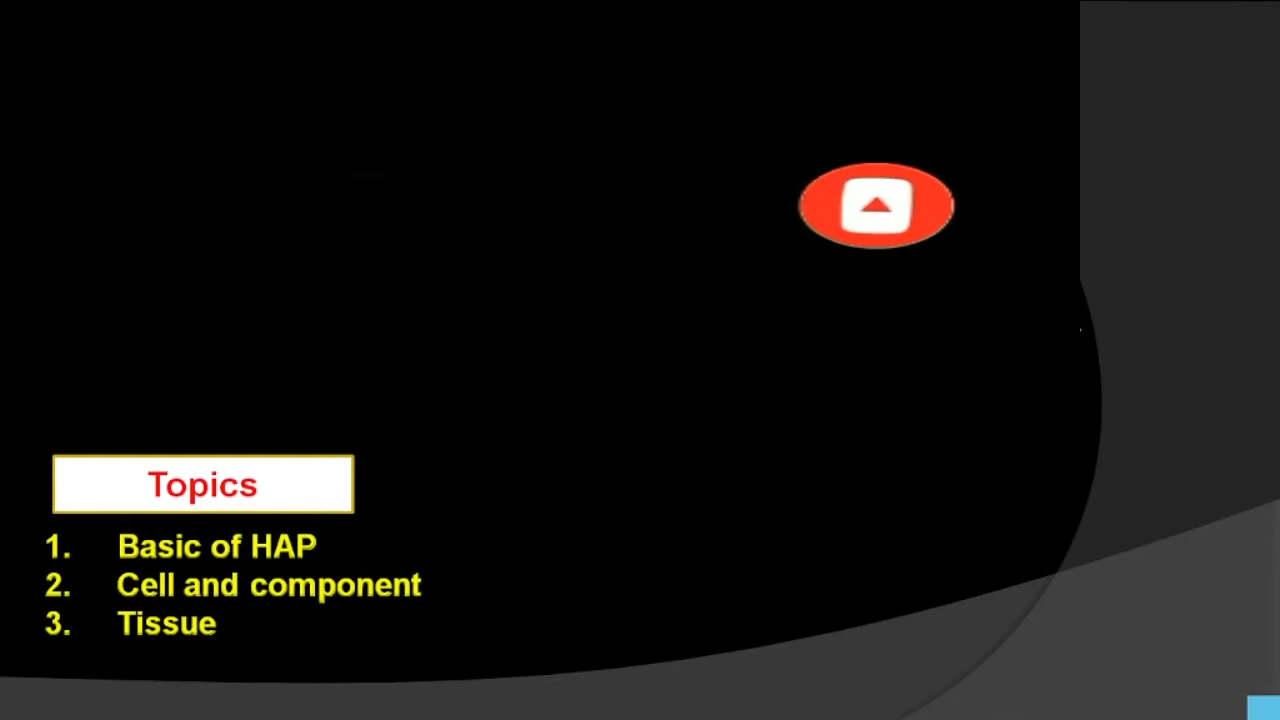 Topics
1. Basic of HAP
2. Cell and component
3. Tissue